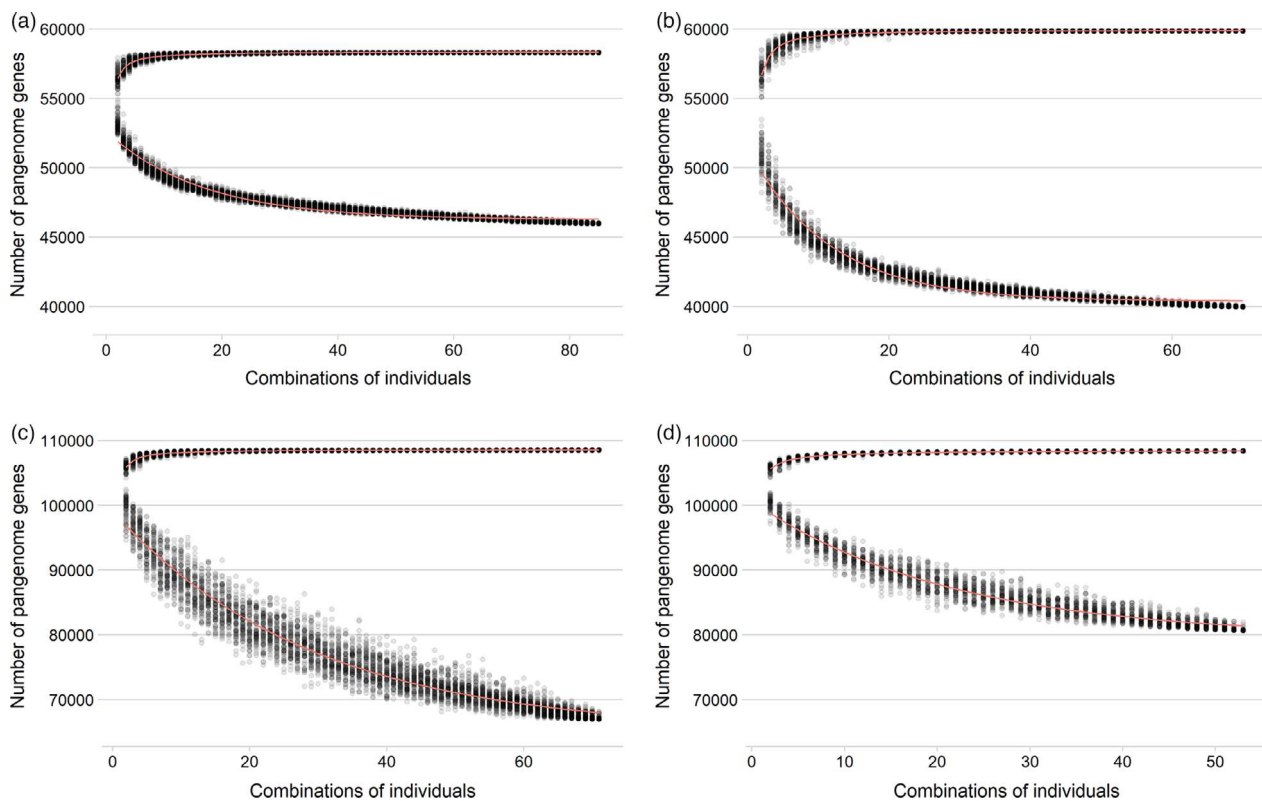 (a)
60000
55000
50000
45000
40000
Number of pangenome genes
0 20 40 60 80
Combinations of individuals
(b)
60000
55000
50000
45000
40000
Number of pangenome genes
0 20 40 60
Combinations of individuals
(c)
110000
100000
90000
80000
70000
Number of pangenome genes
0 20 40 60
Combinations of individuals
(d)
110000
100000
90000
80000
70000
Number of pangenome genes
0 10 20 30 40 50
Combinations of individuals